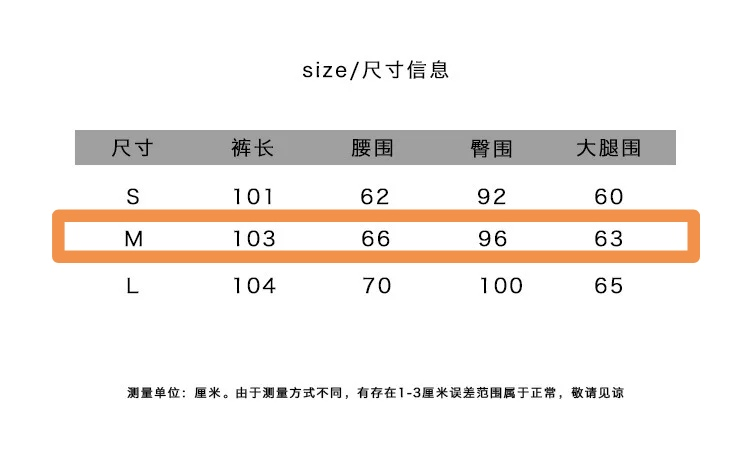 size/尺寸信息
尺寸 裤长 腰围 臀围 大腿围
S 101 62 92 60
M 103 66 96 63
L 104 70 100 65
测量单位：厘米。由于测量方式不同，有存在1-3厘米误差范围属于正常，敬请见谅